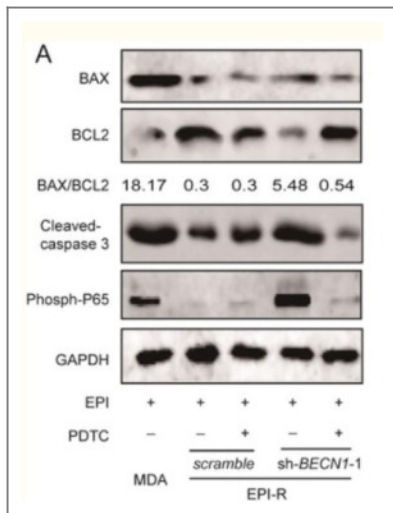 A
BAX
BCL2
BAX/BCL2 18.17 0.3 0.3 5.48 0.54
Cleaved-
caspase 3
Phosph-P65
GAPDH
EPI + + + + +
PDTC – – + – +
scramble sh-BECN1-1
MDA EPI-R